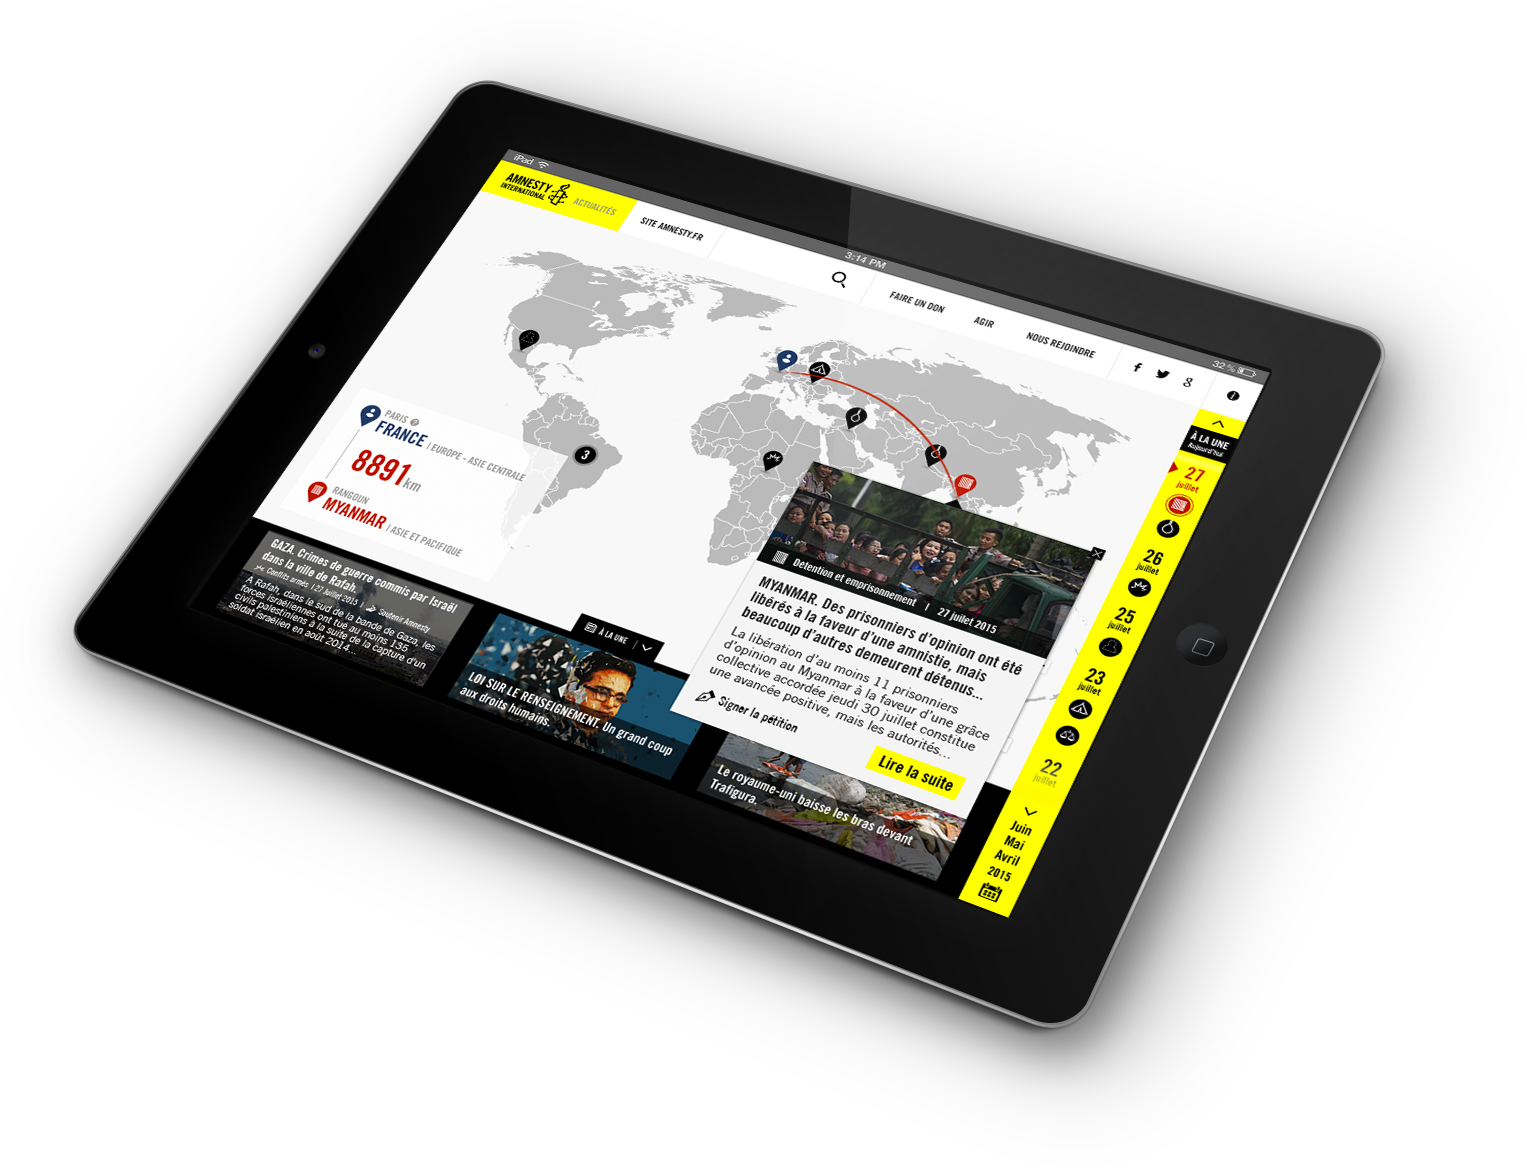 iPad
3:14 PM
32 %
AMNESTY
INTERNATIONAL
ACTUALITÉS
SITE AMNESTY.FR
FAIRE UN DON
AGIR
NOUS REJOINDRE
f
g
i
PARIS ?
FRANCE | EUROPE - ASIE CENTRALE
8891km
RANGOUN
MYANMAR | ASIE ET PACIFIQUE
3
À LA UNE
Aujourd'hui
27
juillet
26
juillet
25
juillet
23
juillet
22
juillet
Juin
Mai
Avril
2015
Detention et emprisonnement | 27 juillet 2015
MYANMAR. Des prisonniers d'opinion ont été
libérés à la faveur d'une amnistie, mais
beaucoup d'autres demeurent détenus...
La libération d'au moins 11 prisonniers
d'opinion au Myanmar à la faveur d'une grâce
collective accordée jeudi 30 juillet constitue
une avancée positive, mais les autorités...
Signer la pétition
Lire la suite
À LA UNE
GAZA. Crimes de guerre commis par Israël
dans la ville de Rafah.
Conflits armés | 27 Juillet 2015 | Soutenir Amnesty
A Rafah, dans le sud de la bande de Gaza, les
forces israéliennes ont tué au moins 135
civils palestiniens à la suite de la capture d'un
soldat israélien en août 2014...
LOI SUR LE RENSEIGNEMENT. Un grand coup
aux droits humains.
Le royaume-uni baisse les bras devant
Trafigura.